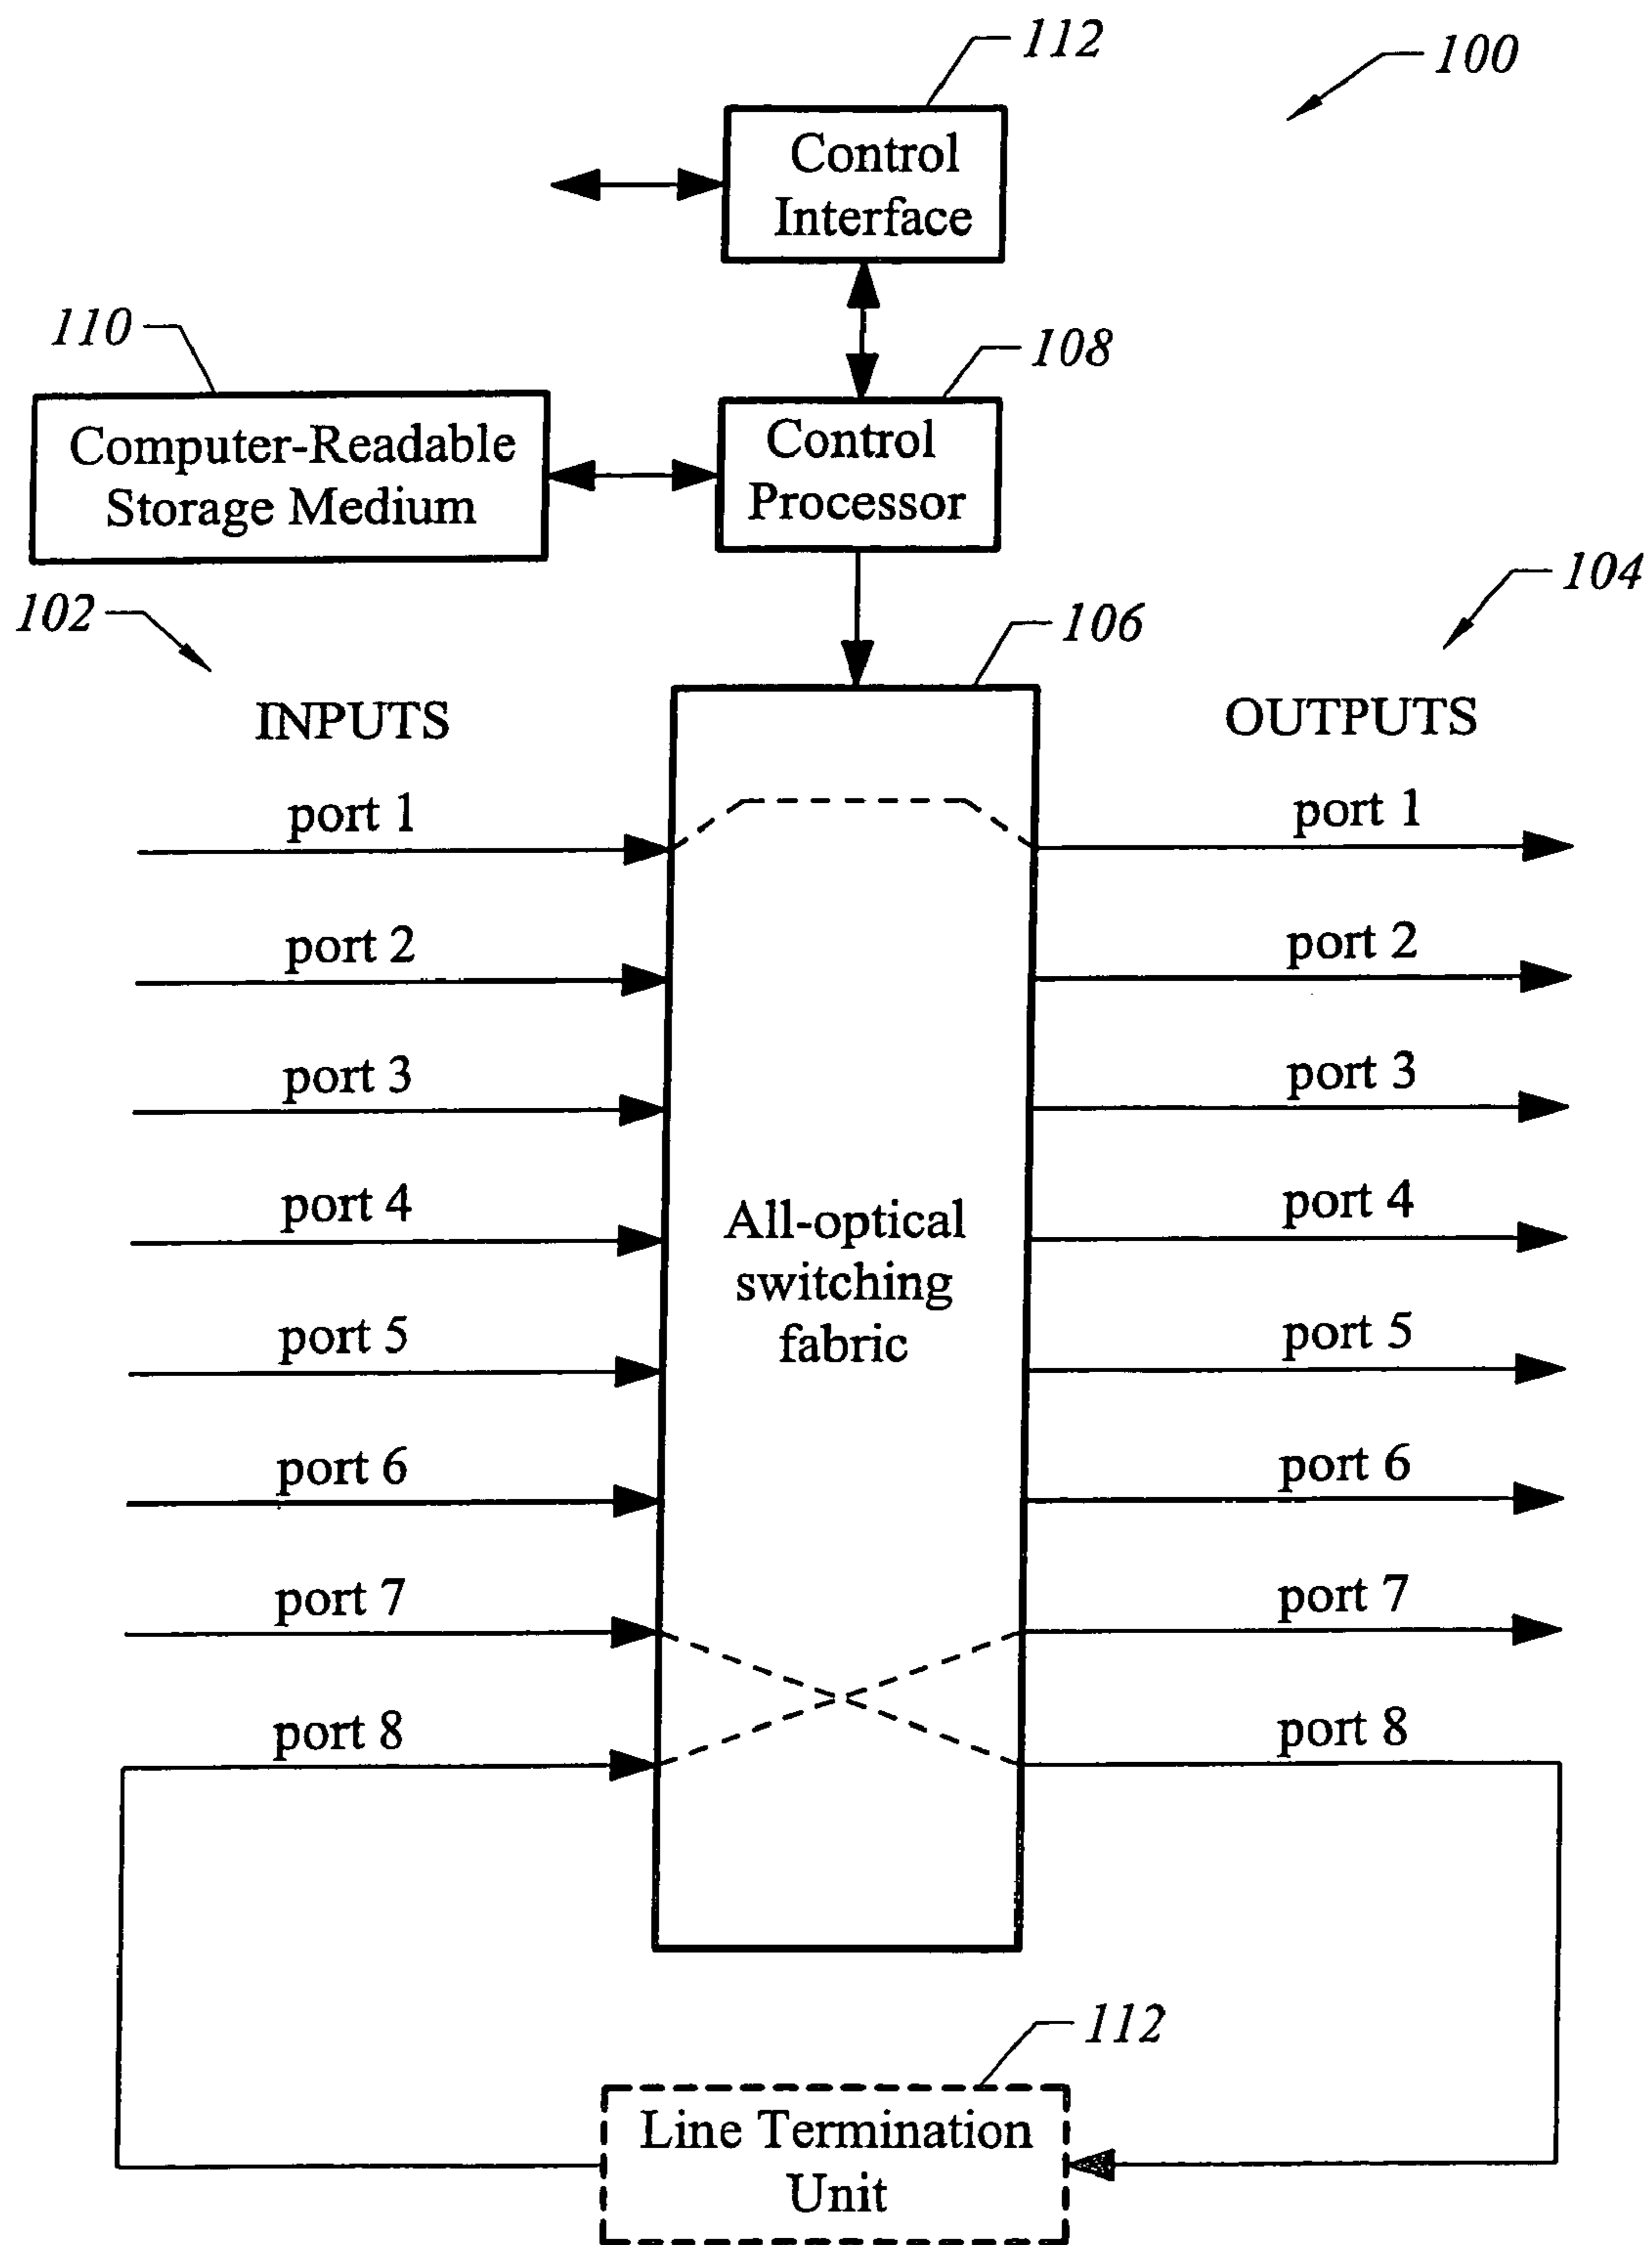 112
100
Control
Interface
110
108
Computer-Readable
Storage Medium
Control
Processor
102
104
106
INPUTS
OUTPUTS
port 1
port 1
port 2
port 2
port 3
port 3
port 4
port 4
All-optical
switching
fabric
port 5
port 5
port 6
port 6
port 7
port 7
port 8
port 8
112
Line Termination
Unit